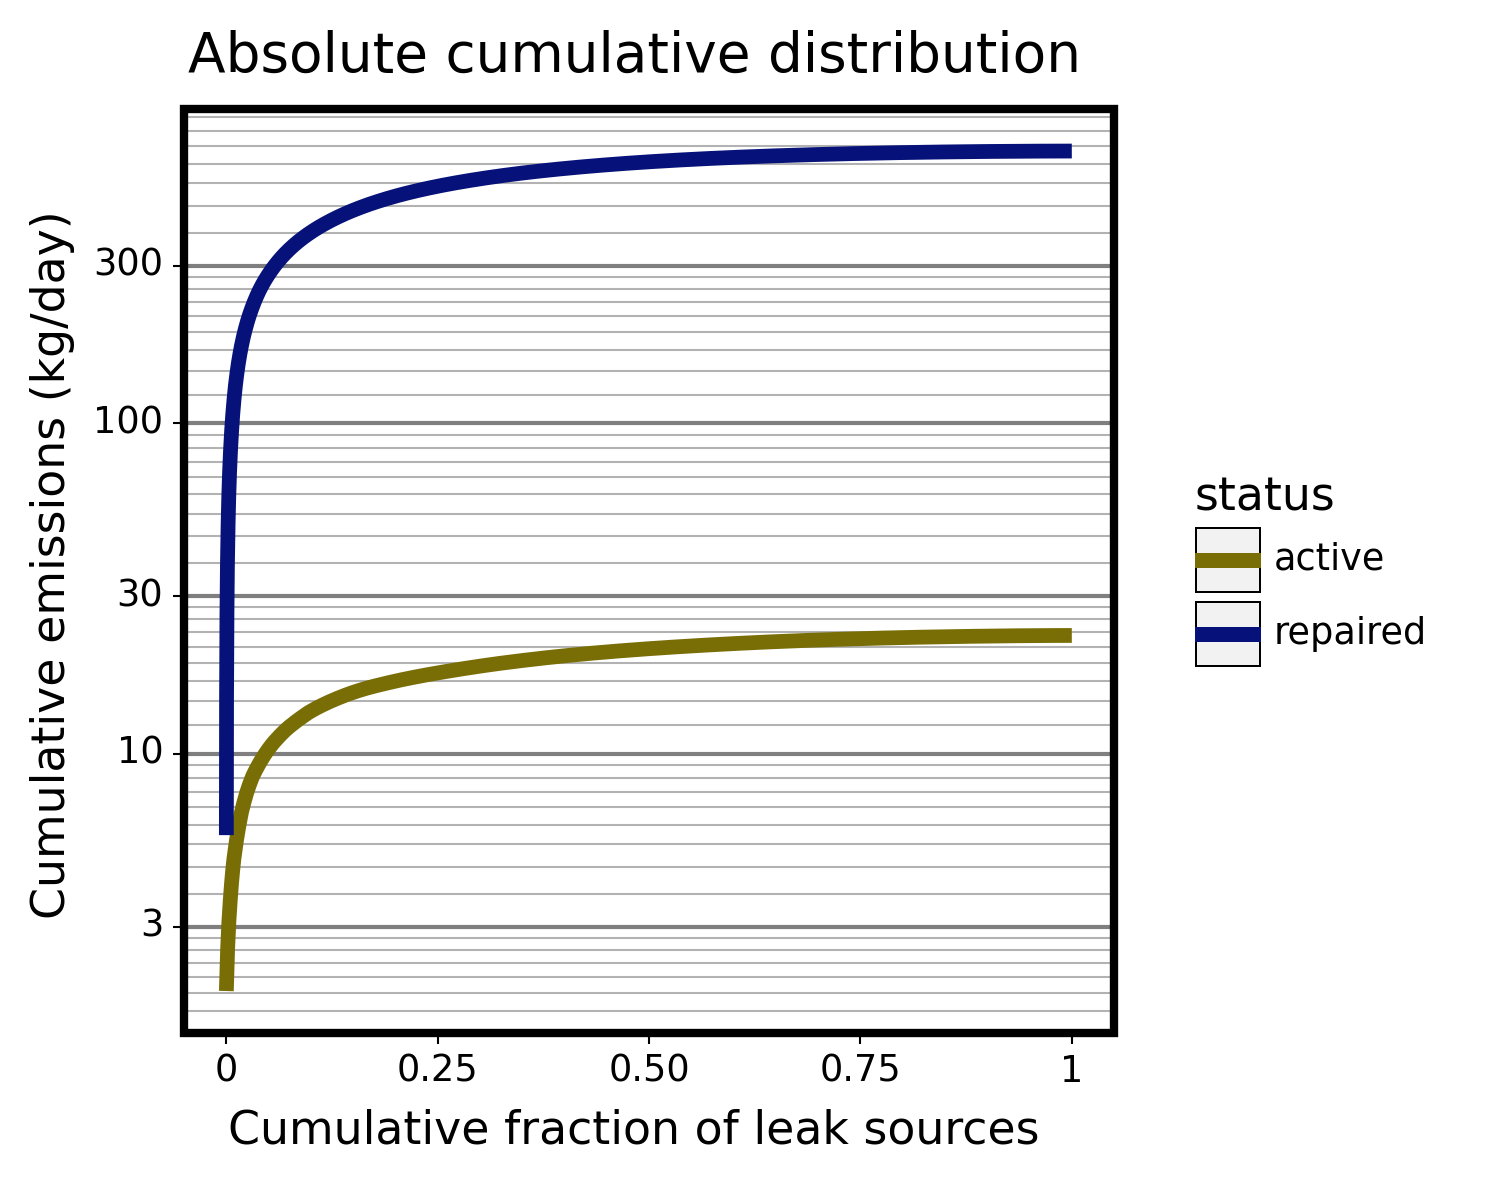 Absolute cumulative distribution
Cumulative emissions (kg/day)
300
100
30
10
3
0
0.25
0.50
0.75
1
Cumulative fraction of leak sources
status
active
repaired